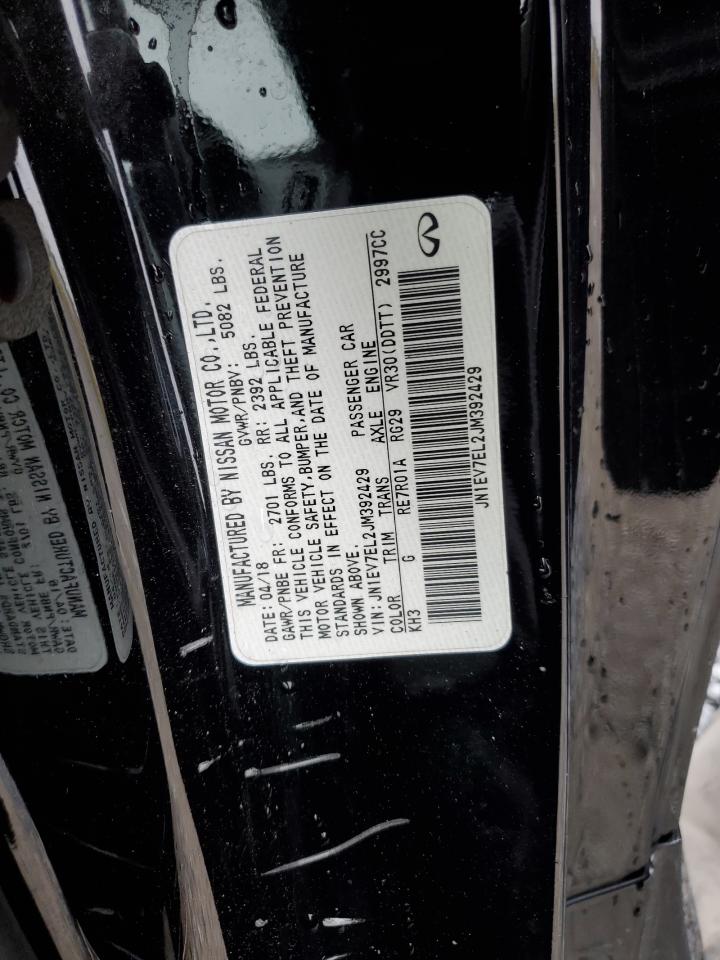 MANUFACTURED BY NISSAN MOTOR CO.,LTD.
DATE: 04/18 GVWR/PNBV: 5082 LBS.
GAWR/PNBE FR: 2701 LBS. RR: 2392 LBS.
THIS VEHICLE CONFORMS TO ALL APPLICABLE FEDERAL
MOTOR VEHICLE SAFETY,BUMPER,AND THEFT PREVENTION
STANDARDS IN EFFECT ON THE DATE OF MANUFACTURE
SHOWN ABOVE.
VIN: JN1EV7EL2JM392429 PASSENGER CAR
COLOR TRIM TRANS AXLE ENGINE
KH3 G RE7R01A RG29 VR30(DDTT) 2997CC
JN1EV7EL2JM392429